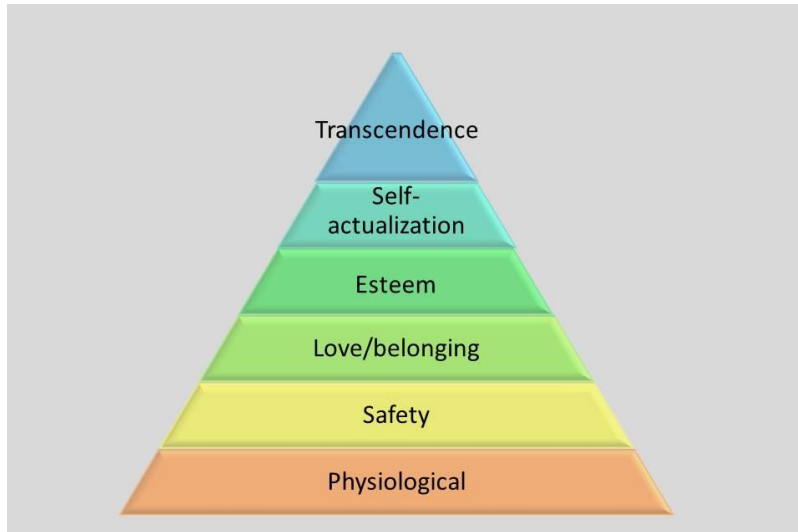 Transcendence
Self-
actualization
Esteem
Love/belonging
Safety
Physiological